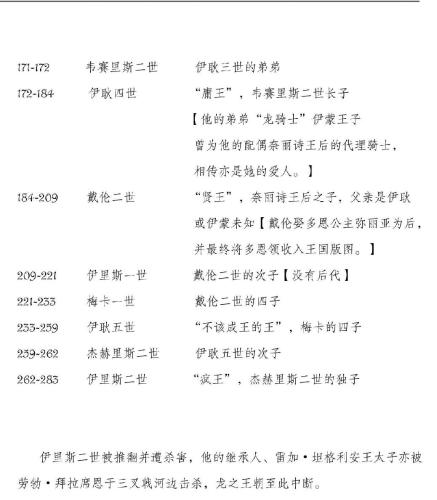 171-172 韦赛里斯二世 伊耿三世的弟弟
172-184 伊耿四世 “庸王”，韦赛里斯二世长子
【他的弟弟“龙骑士”伊蒙王子
曾为他的配偶奈丽诗王后的代理骑士，
相传亦是她的爱人。】
184-209 戴伦二世 “贤王”，奈丽诗王后之子，父亲是伊耿
或伊蒙未知【戴伦娶多恩公主弥丽亚为后，
并最终将多恩领收入王国版图。】
209-221 伊里斯一世 戴伦二世的次子【没有后代】
221-233 梅卡一世 戴伦二世的四子
233-259 伊耿五世 “不该成王的王”，梅卡的四子
259-262 杰赫里斯二世 伊耿五世的次子
262-283 伊里斯二世 “疯王”，杰赫里斯二世的独子
伊里斯二世被推翻并遭杀害，他的继承人、雷加·坦格利安王太子亦被
劳勃·拜拉席恩于三叉戟河边击杀，龙之王朝至此中断。